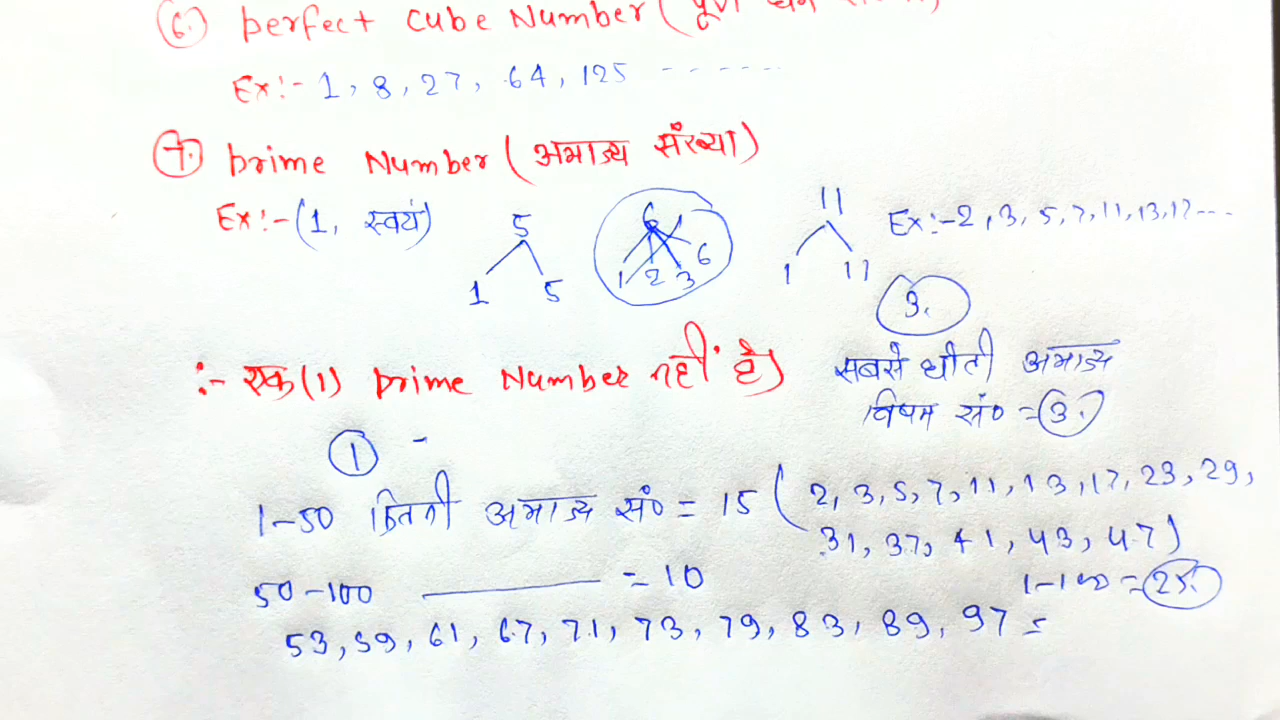 6. perfect cube Number (पूर्ण घन
Ex:- 1, 8, 27, 64, 125 ------
7. prime Number (अभाज्य संख्या)
Ex:- (1, स्वयं)
5
1 5
6
1 2 3 6
11
1 11
Ex:- 2, 3, 5, 7, 11, 13, 17---
3.
:- एक (1) prime Number नहीं है।
सबसे छोती अभाज्य
विषम सं० = 3.
1 -
1-50 कितनी अभाज्य सं० = 15 (2, 3, 5, 7, 11, 13, 17, 23, 29,
31, 37, 41, 43, 47)
50-100 ——— = 10
1-100 = 25.
53, 59, 61, 67, 71, 73, 79, 83, 89, 97 =